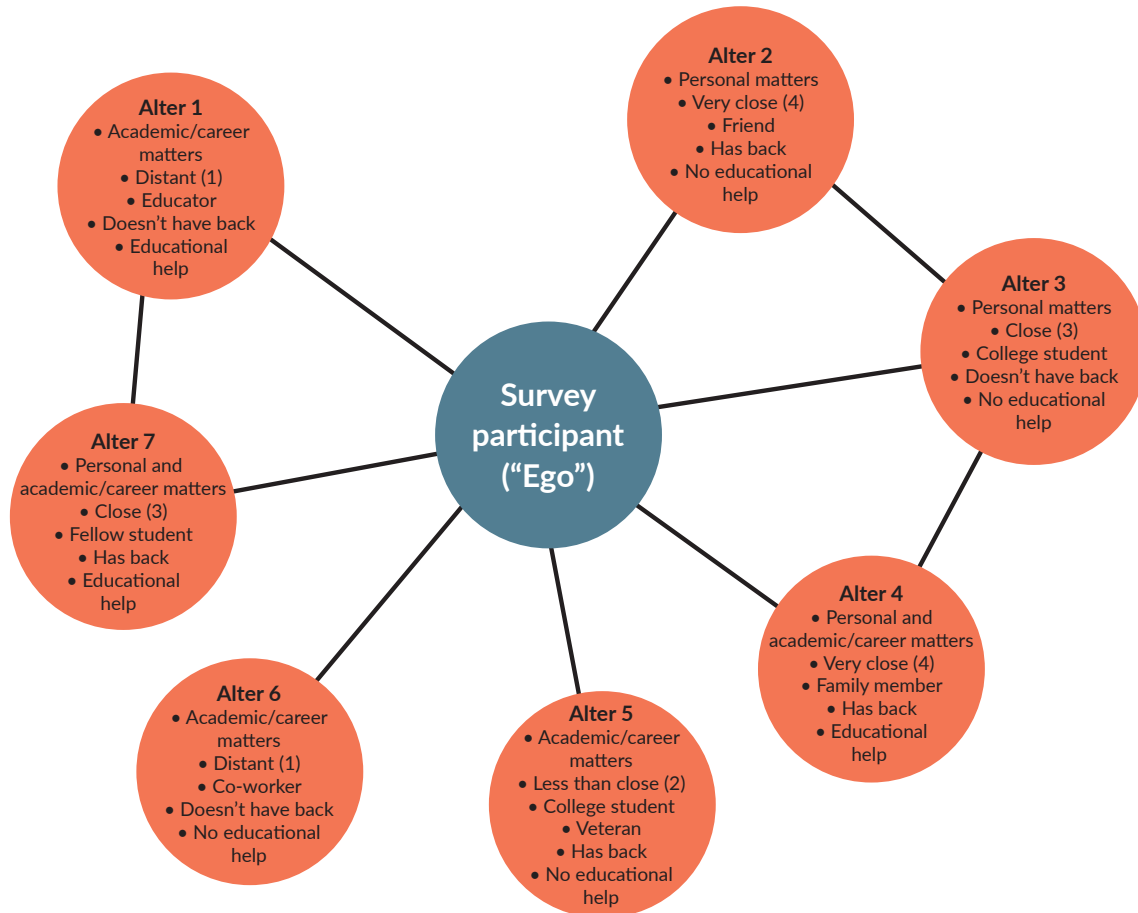 Alter 1
• Academic/career
matters
• Distant (1)
• Educator
• Doesn’t have back
• Educational
help
Alter 2
• Personal matters
• Very close (4)
• Friend
• Has back
• No educational
help
Alter 3
• Personal matters
• Close (3)
• College student
• Doesn’t have back
• No educational
help
Survey
participant
(“Ego”)
Alter 7
• Personal and
academic/career matters
• Close (3)
• Fellow student
• Has back
• Educational
help
Alter 4
• Personal and
academic/career matters
• Very close (4)
• Family member
• Has back
• Educational
help
Alter 6
• Academic/career
matters
• Distant (1)
• Co-worker
• Doesn’t have back
• No educational
help
Alter 5
• Academic/career
matters
• Less than close (2)
• College student
• Veteran
• Has back
• No educational
help